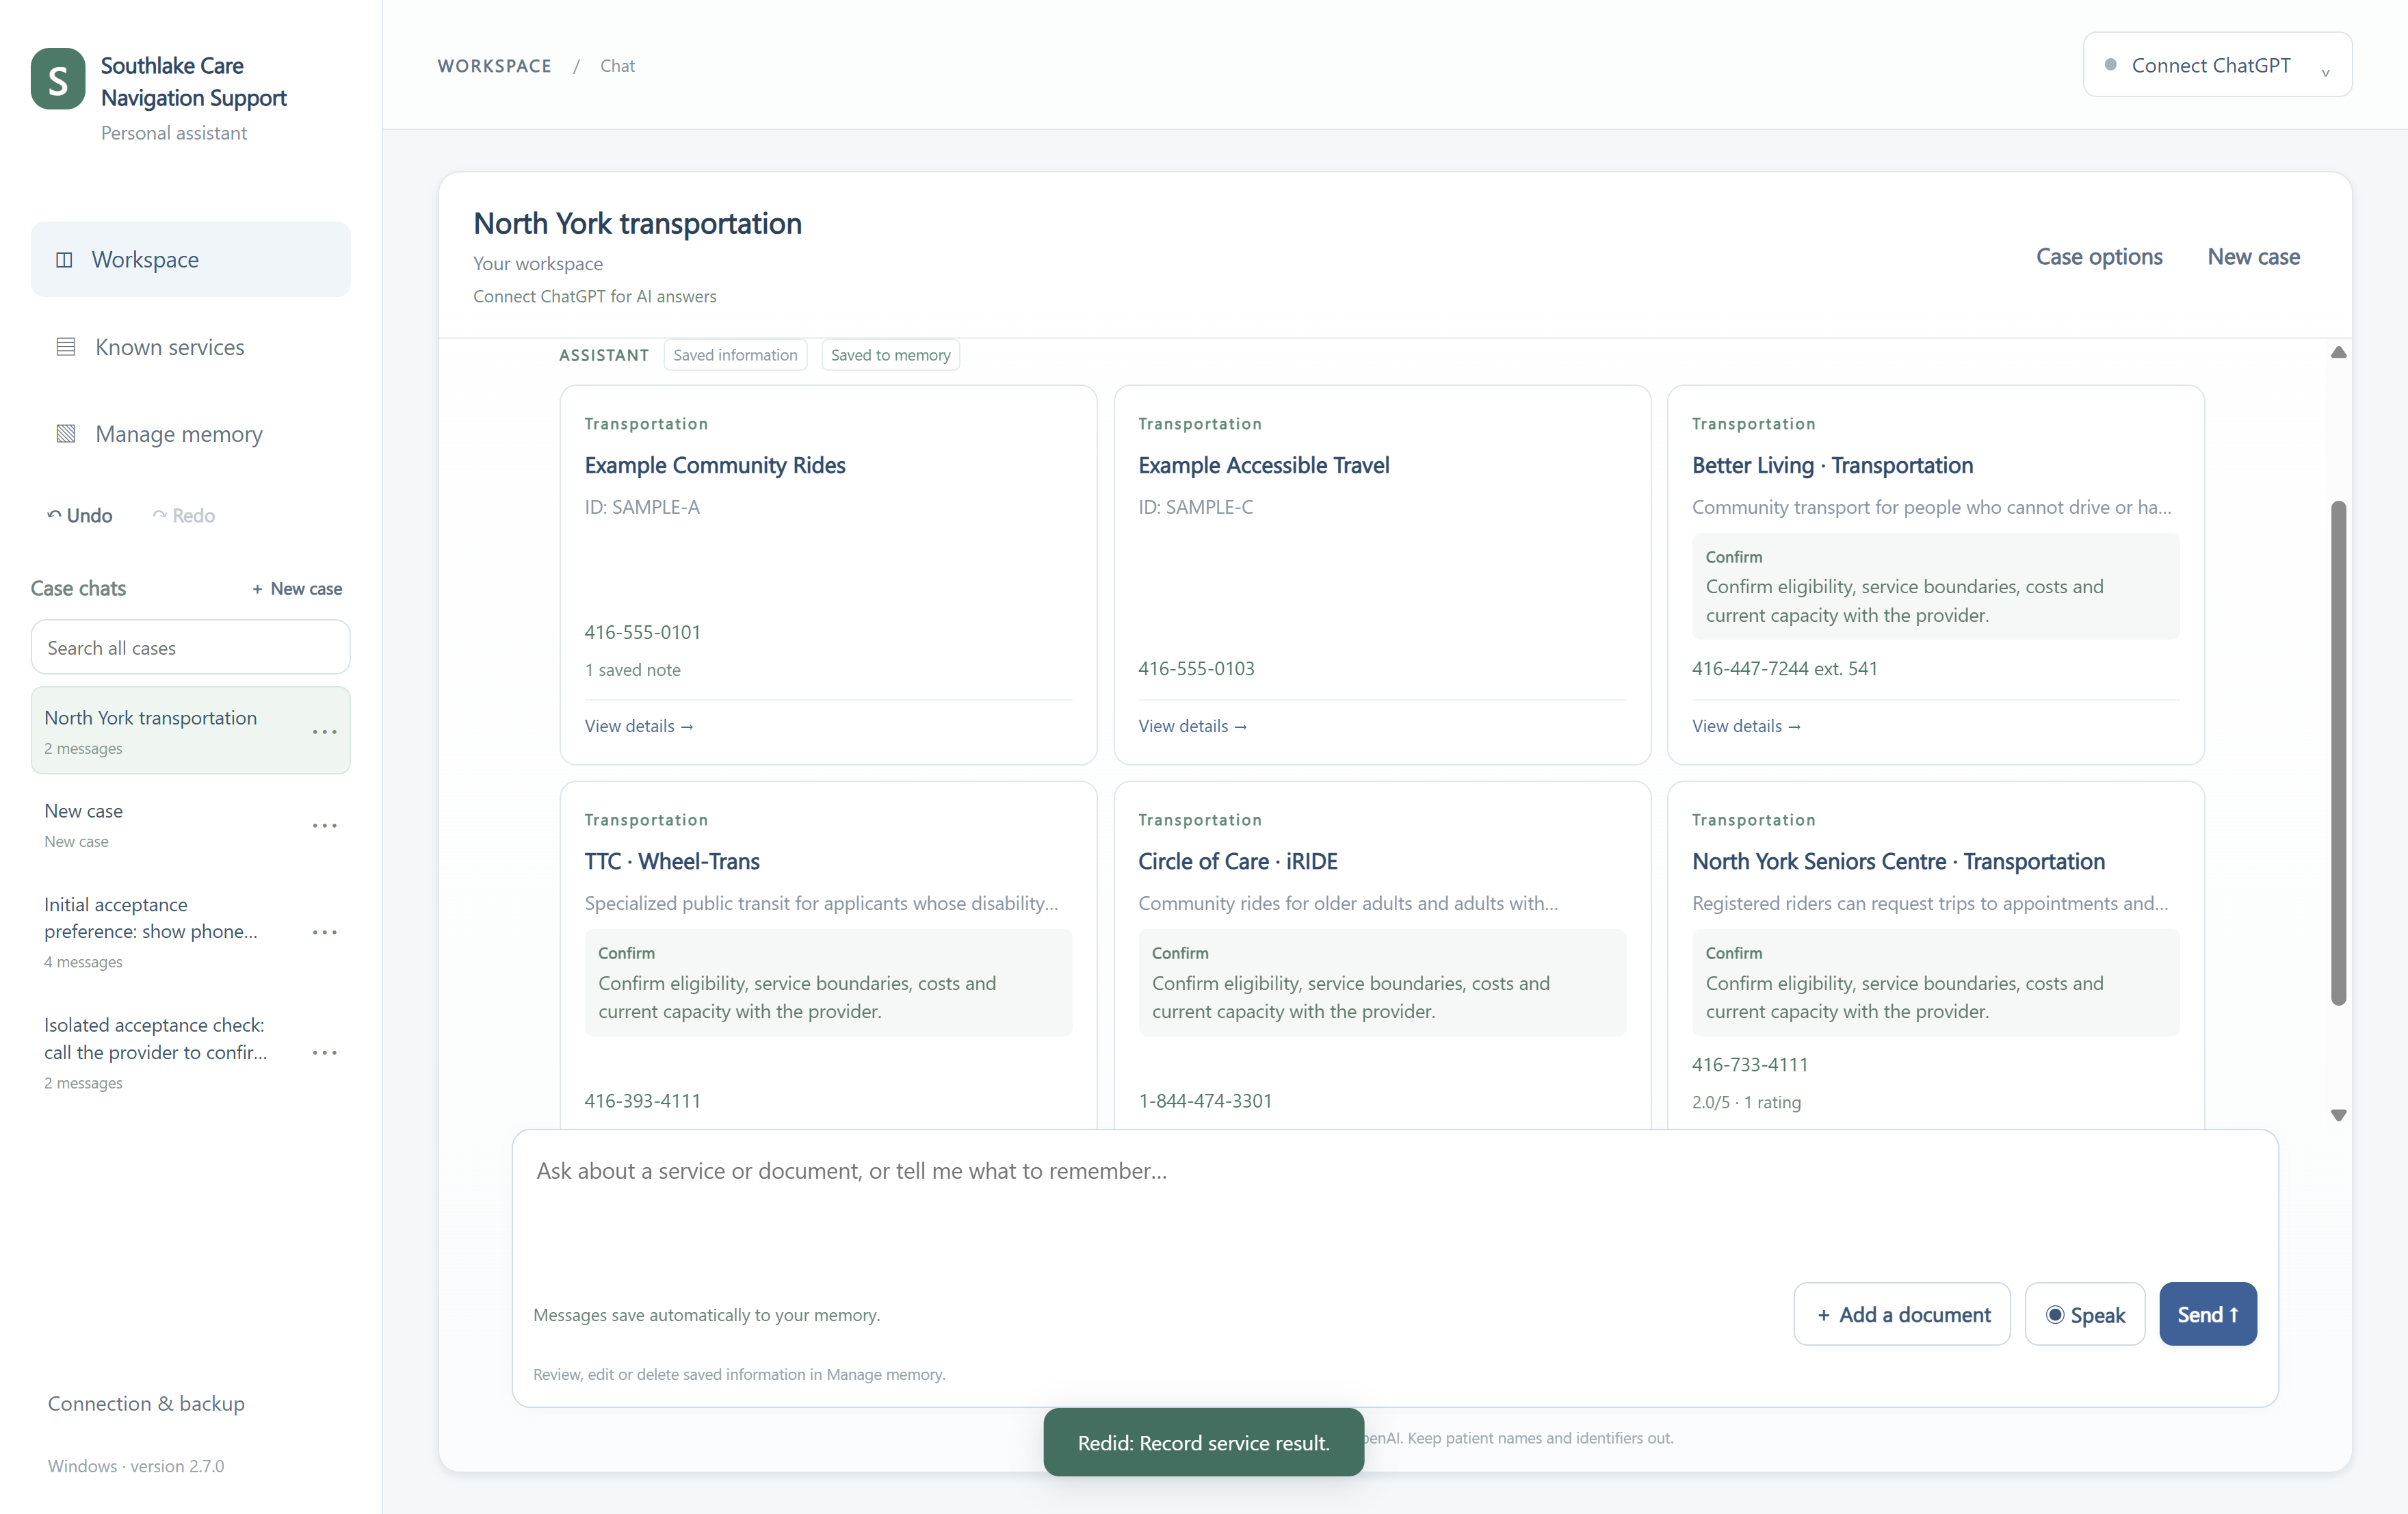 S
Southlake Care
Navigation Support
Personal assistant
Workspace
Known services
Manage memory
↶ Undo
↷ Redo
Case chats
+ New case
Search all cases
North York transportation
2 messages
...
New case
New case
...
Initial acceptance
preference: show phone...
4 messages
...
Isolated acceptance check:
call the provider to confir...
2 messages
...
Connection & backup
Windows · version 2.7.0
WORKSPACE / Chat
Connect ChatGPT v
North York transportation
Your workspace
Connect ChatGPT for AI answers
Case options
New case
ASSISTANT Saved information Saved to memory
Transportation
Example Community Rides
ID: SAMPLE-A
416-555-0101
1 saved note
View details →
Transportation
Example Accessible Travel
ID: SAMPLE-C
416-555-0103
View details →
Transportation
Better Living · Transportation
Community transport for people who cannot drive or ha...
Confirm
Confirm eligibility, service boundaries, costs and
current capacity with the provider.
416-447-7244 ext. 541
View details →
Transportation
TTC · Wheel-Trans
Specialized public transit for applicants whose disability...
Confirm
Confirm eligibility, service boundaries, costs and
current capacity with the provider.
416-393-4111
Transportation
Circle of Care · iRIDE
Community rides for older adults and adults with...
Confirm
Confirm eligibility, service boundaries, costs and
current capacity with the provider.
1-844-474-3301
Transportation
North York Seniors Centre · Transportation
Registered riders can request trips to appointments and...
Confirm
Confirm eligibility, service boundaries, costs and
current capacity with the provider.
416-733-4111
2.0/5 · 1 rating
Ask about a service or document, or tell me what to remember...
Messages save automatically to your memory.
Review, edit or delete saved information in Manage memory.
+ Add a document
Speak
Send ↑
Redid: Record service result.
penAI. Keep patient names and identifiers out.